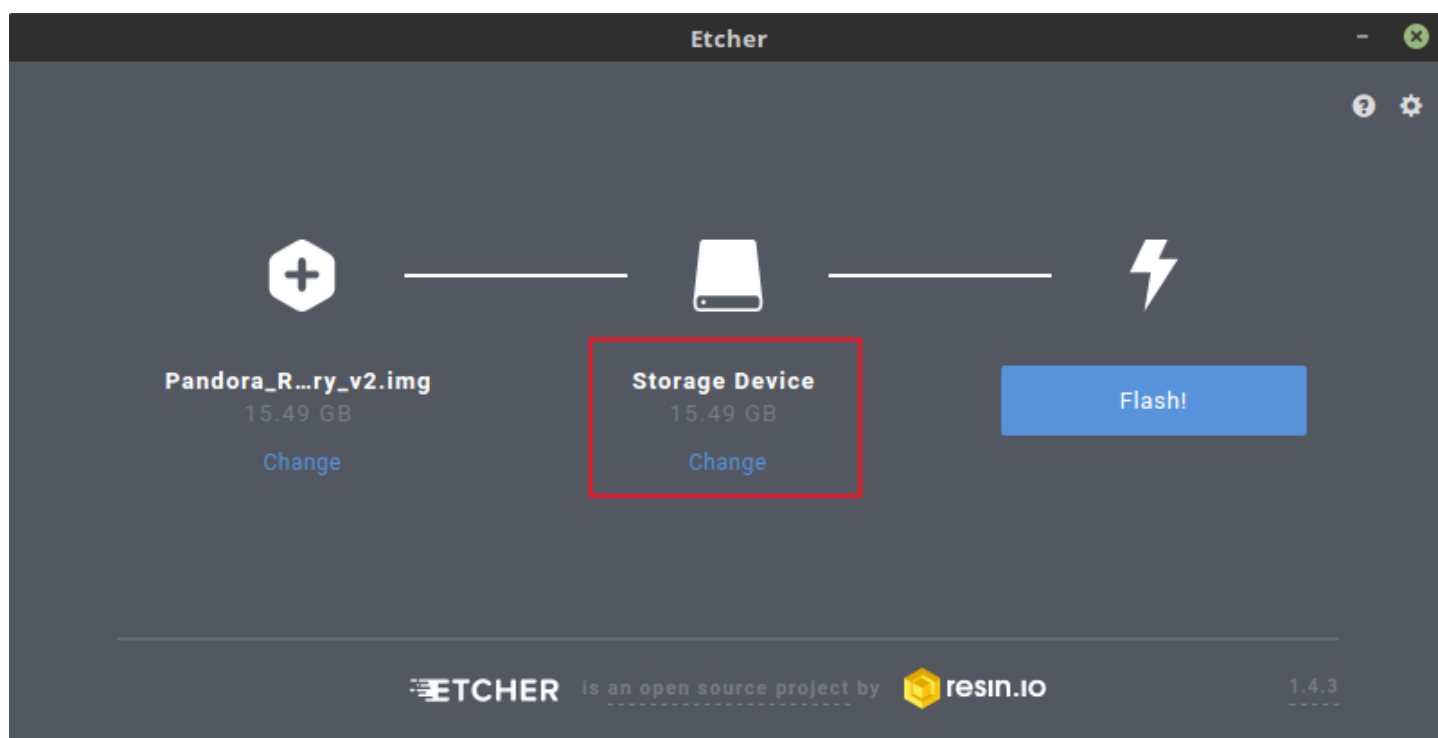 Etcher
Pandora_R...ry_v2.img
15.49 GB
Change
Storage Device
15.49 GB
Change
Flash!
ETCHER is an open source project by resin.io 1.4.3